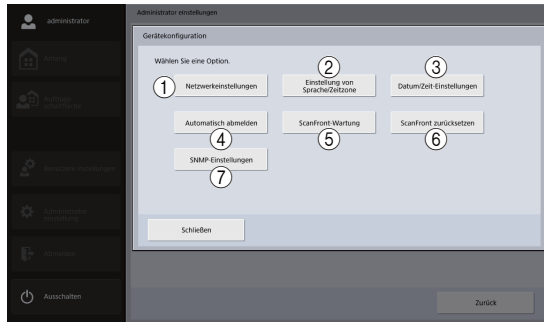 administrator
Administrator einstellungen
Gerätekonfiguration
Wählen Sie eine Option.
① Netzwerkeinstellungen
② Einstellung von
Sprache/Zeitzone
③ Datum/Zeit-Einstellungen
Automatisch abmelden ④
ScanFront-Wartung ⑤
ScanFront zurücksetzen ⑥
SNMP-Einstellungen ⑦
Schließen
Abmelden
Ausschalten
Zurück